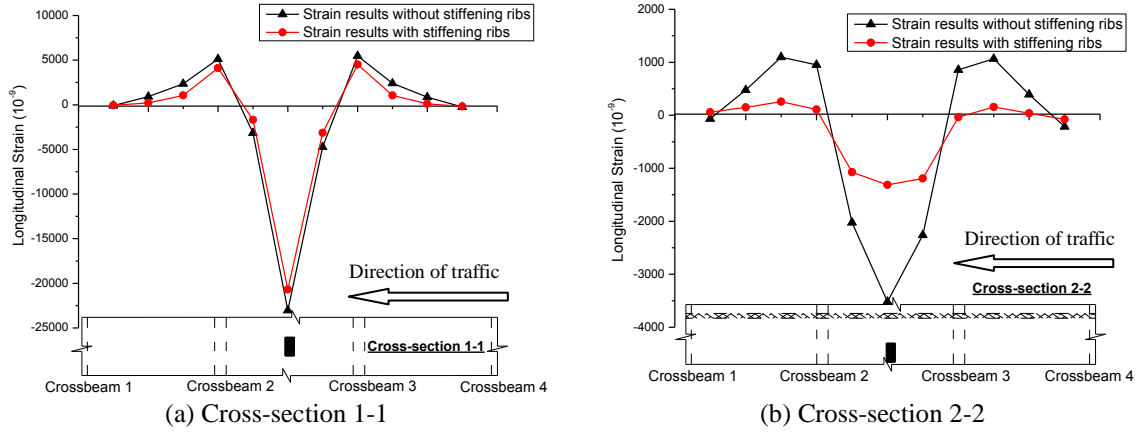 Strain results without stiffening ribs
Strain results with stiffening ribs
10000
5000
0
-5000
-10000
-15000
-20000
-25000
Longitudinal Strain (10⁻⁹)
Direction of traffic
Cross-section 1-1
Crossbeam 1 Crossbeam 2 Crossbeam 3 Crossbeam 4
(a) Cross-section 1-1
Strain results without stiffening ribs
Strain results with stiffening ribs
2000
1000
0
-1000
-2000
-3000
-4000
Longitudinal Strain (10⁻⁹)
Direction of traffic
Cross-section 2-2
Crossbeam 1 Crossbeam 2 Crossbeam 3 Crossbeam 4
(b) Cross-section 2-2